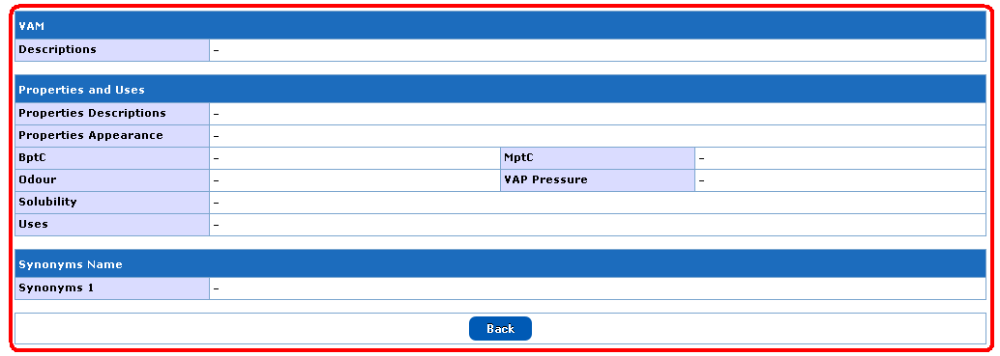 VAM
Descriptions -
Properties and Uses
Properties Descriptions -
Properties Appearance -
BptC - MptC -
Odour - VAP Pressure -
Solubility -
Uses -
Synonyms Name
Synonyms 1 -
Back